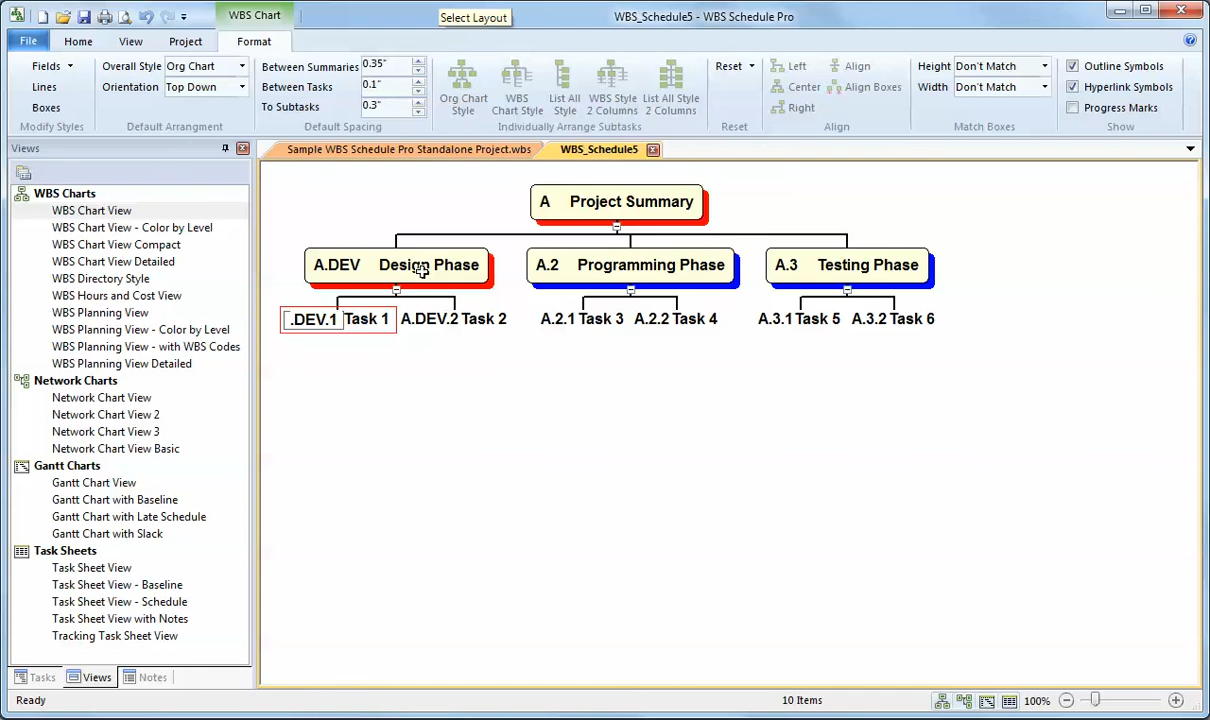 WBS Chart
Select Layout
WBS_Schedule5 - WBS Schedule Pro
File
Home
View
Project
Format
Fields
Lines
Boxes
Modify Styles
Overall Style Org Chart
Orientation Top Down
Default Arrangment
Between Summaries 0.35"
Between Tasks 0.1"
To Subtasks 0.3"
Default Spacing
Org Chart
Style
WBS
Chart Style
List All
Style
WBS Style
2 Columns
List All Style
2 Columns
Individually Arrange Subtasks
Reset
Reset
Left
Center
Right
Align
Align Boxes
Align
Height Don't Match
Width Don't Match
Match Boxes
Outline Symbols
Hyperlink Symbols
Progress Marks
Show
Views
WBS Charts
WBS Chart View
WBS Chart View - Color by Level
WBS Chart View Compact
WBS Chart View Detailed
WBS Directory Style
WBS Hours and Cost View
WBS Planning View
WBS Planning View - Color by Level
WBS Planning View - with WBS Codes
WBS Planning View Detailed
Network Charts
Network Chart View
Network Chart View 2
Network Chart View 3
Network Chart View Basic
Gantt Charts
Gantt Chart View
Gantt Chart with Baseline
Gantt Chart with Late Schedule
Gantt Chart with Slack
Task Sheets
Task Sheet View
Task Sheet View - Baseline
Task Sheet View - Schedule
Task Sheet View with Notes
Tracking Task Sheet View
Tasks
Views
Notes
Sample WBS Schedule Pro Standalone Project.wbs
WBS_Schedule5
A Project Summary
A.DEV Design Phase
A.2 Programming Phase
A.3 Testing Phase
.DEV.1 Task 1
A.DEV.2 Task 2
A.2.1 Task 3
A.2.2 Task 4
A.3.1 Task 5
A.3.2 Task 6
Ready
10 Items
100%